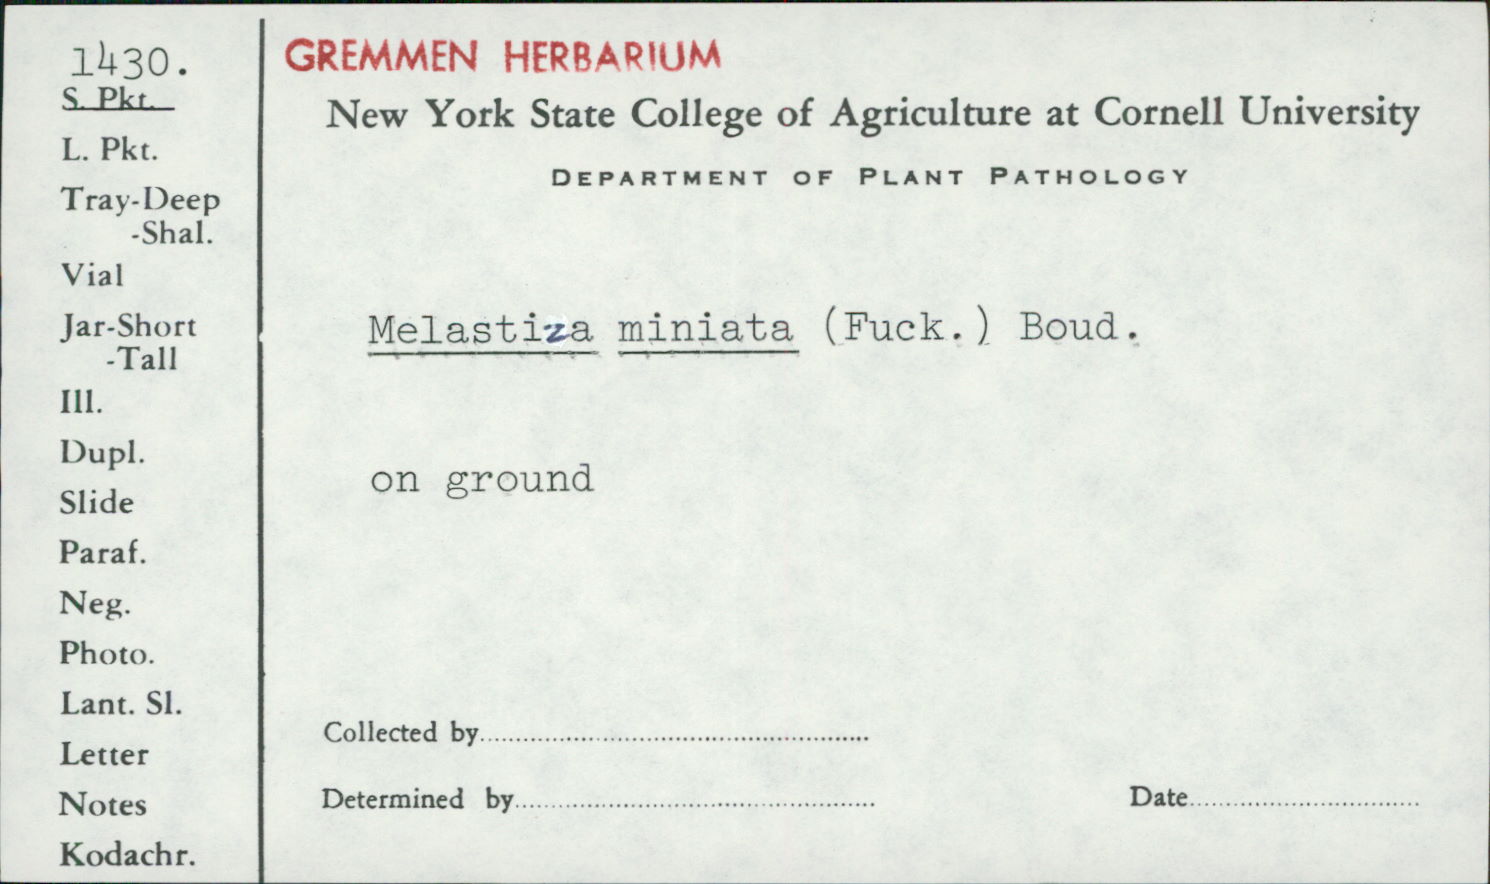 1430.
S. Pkt.
L. Pkt.
Tray-Deep
-Shal.
Vial
Jar-Short
-Tall
Ill.
Dupl.
Slide
Paraf.
Neg.
Photo.
Lant. Sl.
Letter
Notes
Kodachr.
GREMMEN HERBARIUM
New York State College of Agriculture at Cornell University
DEPARTMENT OF PLANT PATHOLOGY
Melastiza miniata (Fuck.) Boud.
on ground
Collected by
Determined by Date